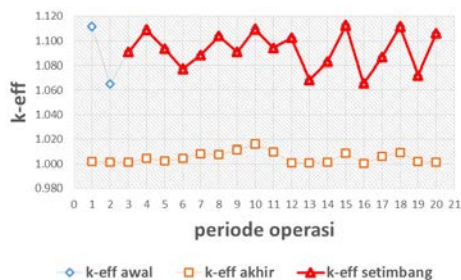 1.120
1.100
1.080
1.060
1.040
1.020
1.000
0.980
k-eff
0 1 2 3 4 5 6 7 8 9 10 11 12 13 14 15 16 17 18 19 20 21
periode operasi
k-eff awal k-eff akhir k-eff setimbang